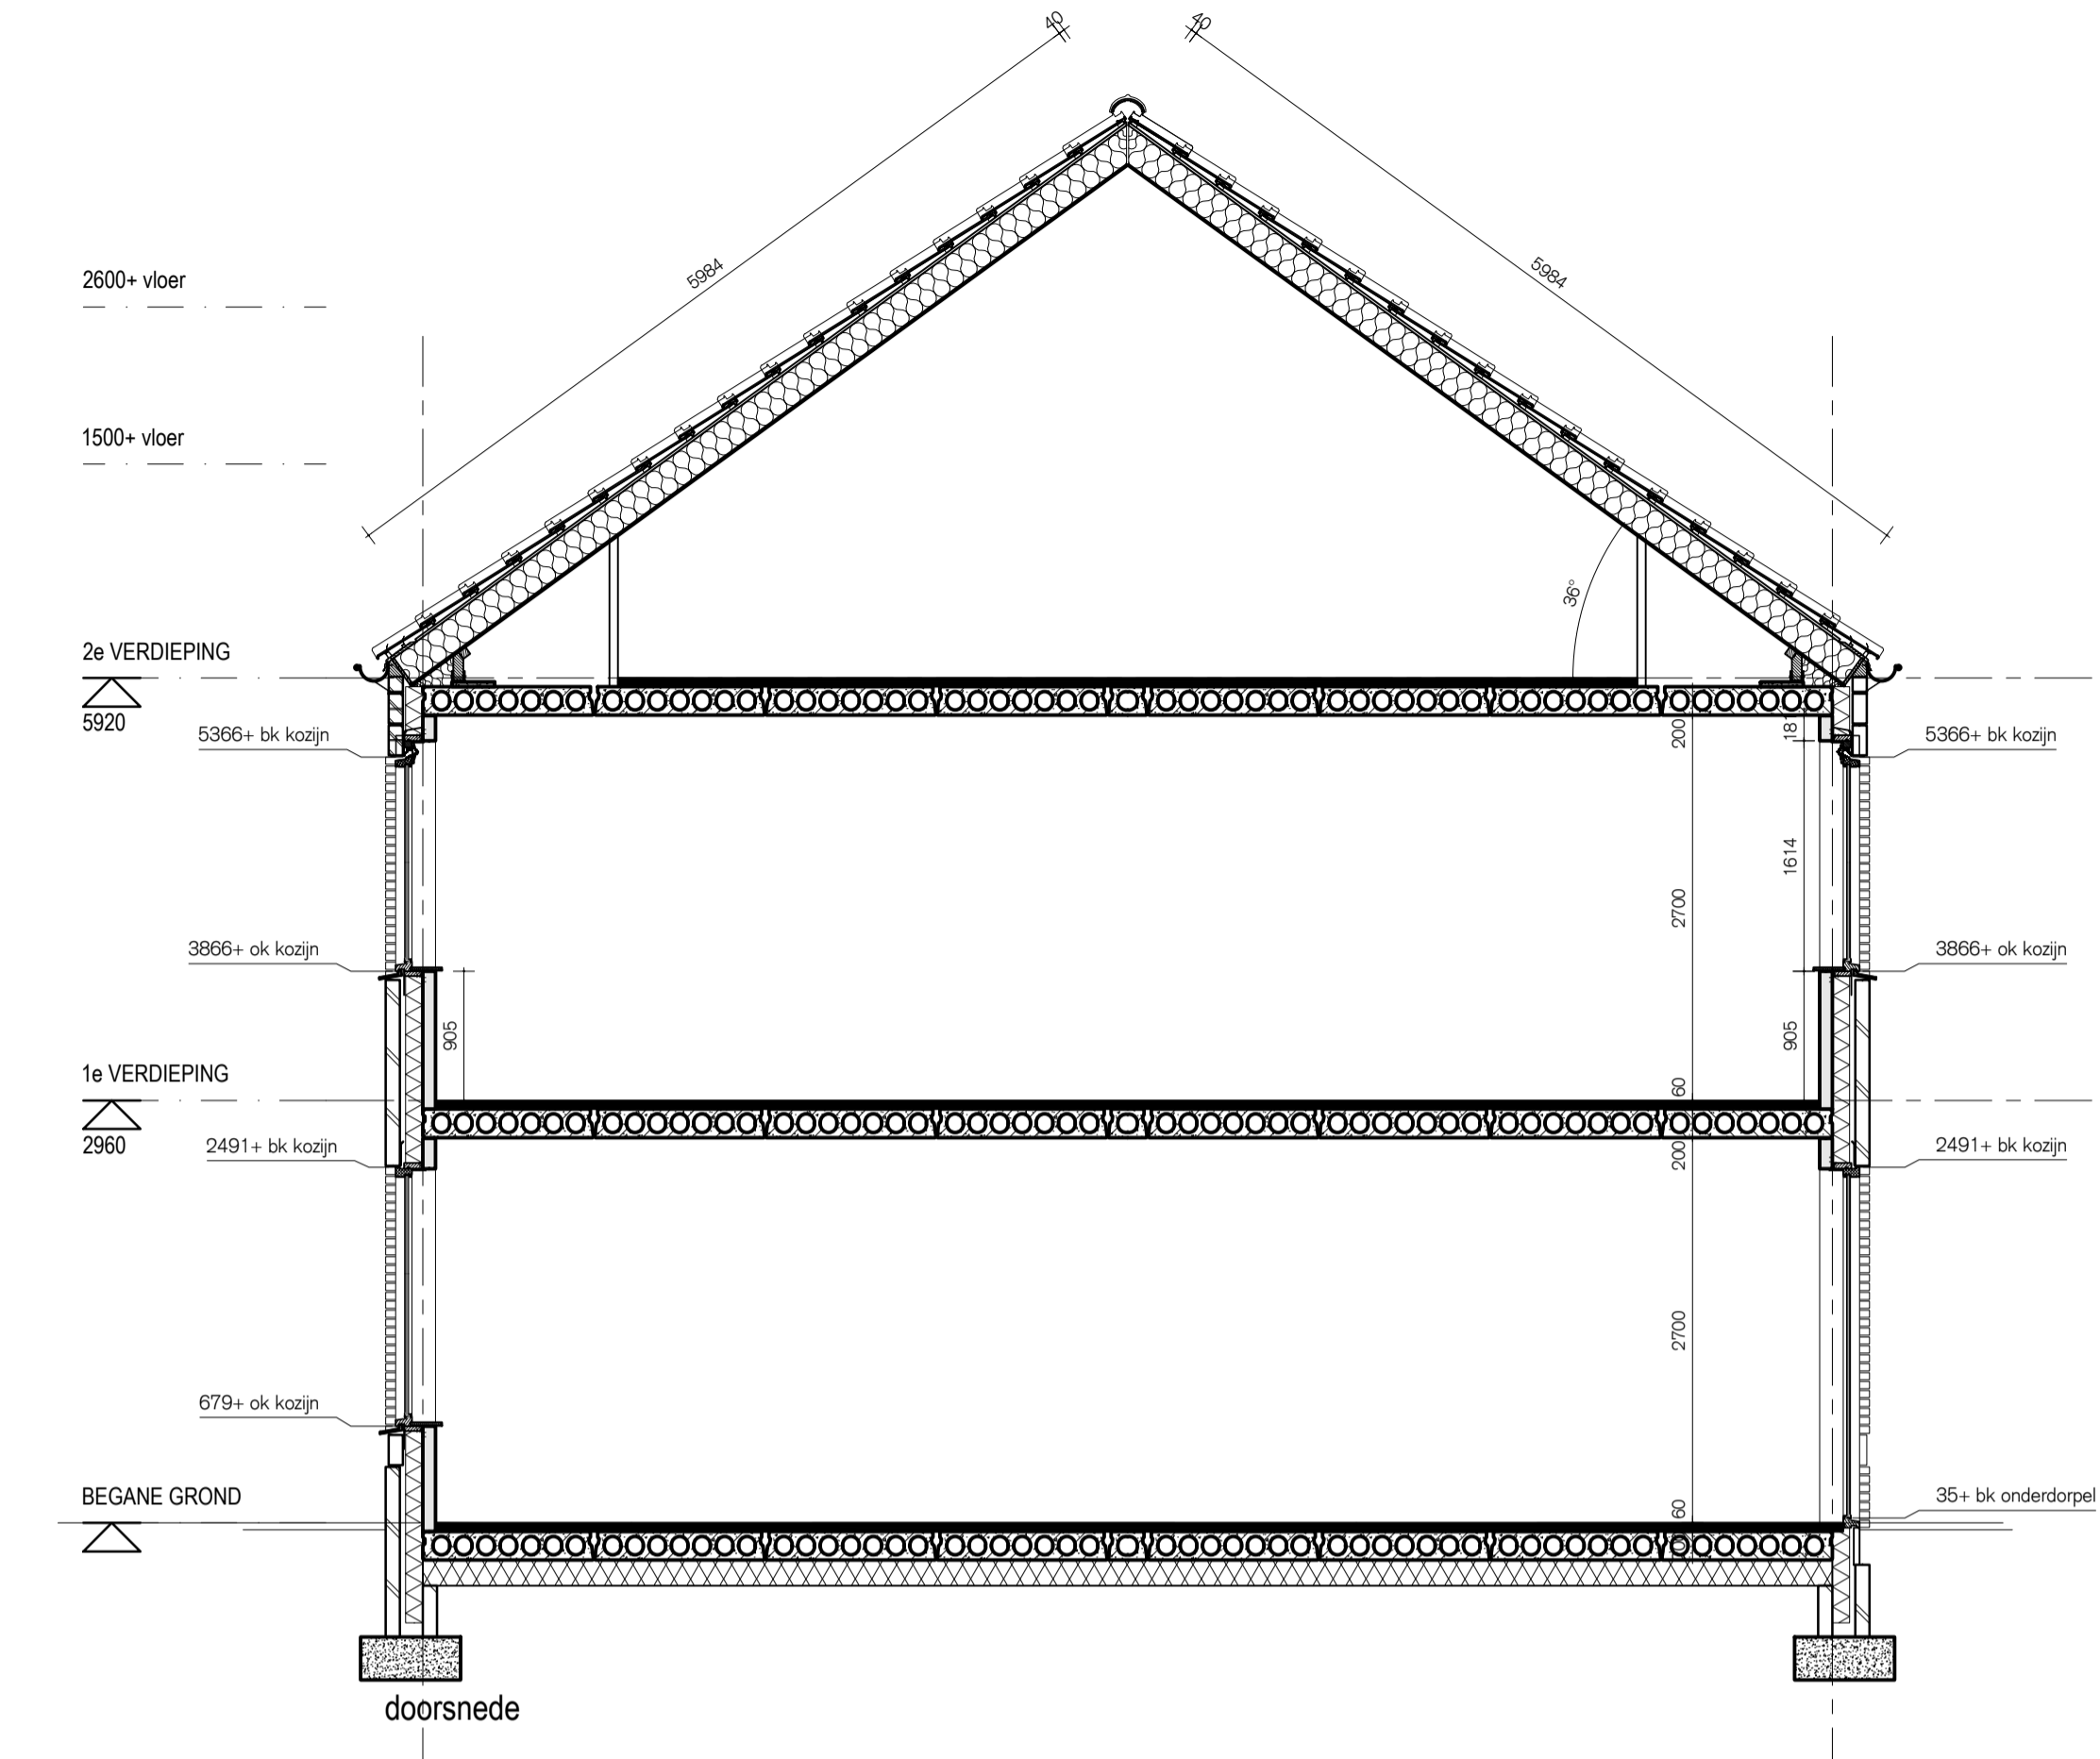 40
40
5984
5984
2600+ vloer
1500+ vloer
36°
2e VERDIEPING
5920
200
181
5366+ bk kozijn
5366+ bk kozijn
1614
2700
3866+ ok kozijn
3866+ ok kozijn
905
905
1e VERDIEPING
60
2960
200
2491+ bk kozijn
2491+ bk kozijn
2700
679+ ok kozijn
BEGANE GROND
60
35+ bk onderdorpel
doorsnede